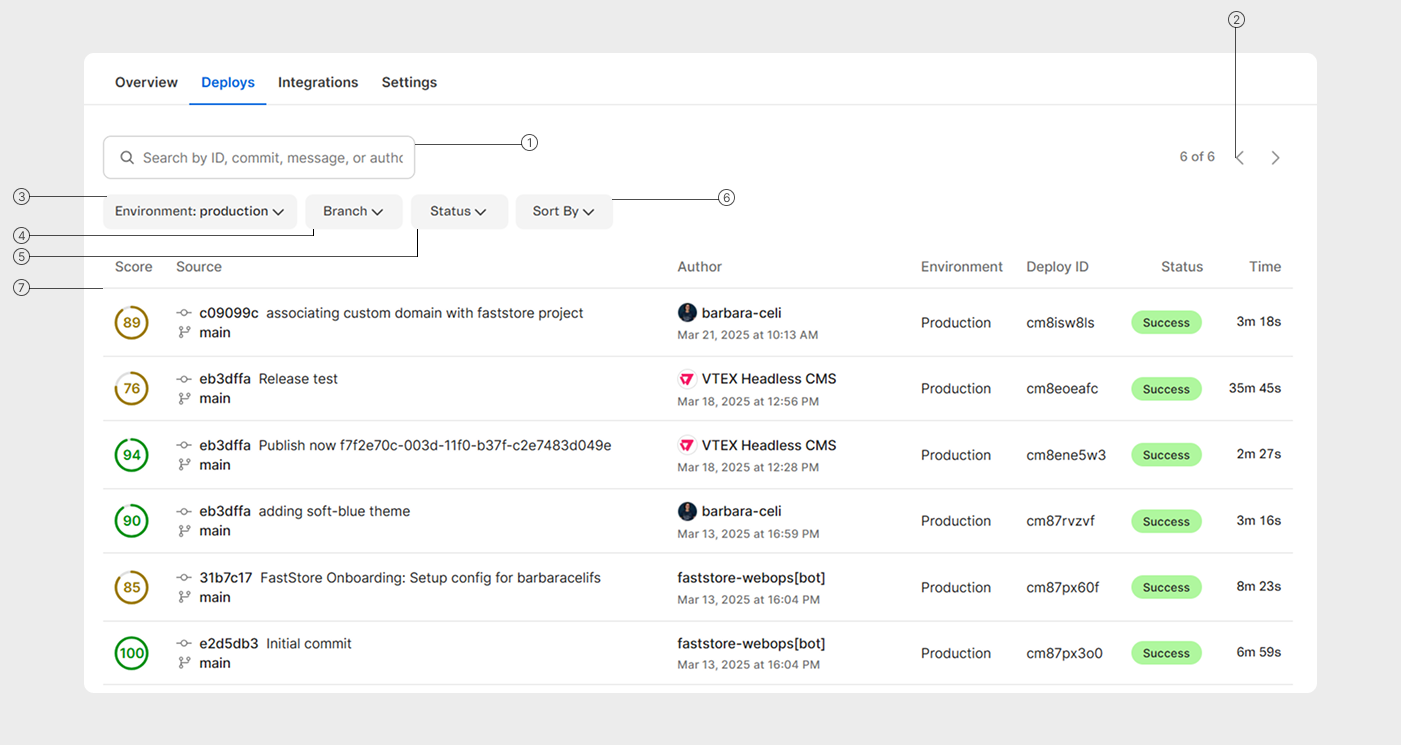 ②
Overview Deploys Integrations Settings
① Search by ID, commit, message, or autho
6 of 6
③ Environment: production Branch Status Sort By ⑥
④
⑤
Score Source Author Environment Deploy ID Status Time
⑦
89 c09099c associating custom domain with faststore project barbara-celi Production cm8isw8ls Success 3m 18s
main Mar 21, 2025 at 10:13 AM
76 eb3dffa Release test VTEX Headless CMS Production cm8eoeafc Success 35m 45s
main Mar 18, 2025 at 12:56 PM
94 eb3dffa Publish now f7f2e70c-003d-11f0-b37f-c2e7483d049e VTEX Headless CMS Production cm8ene5w3 Success 2m 27s
main Mar 18, 2025 at 12:28 PM
90 eb3dffa adding soft-blue theme barbara-celi Production cm87rvzvf Success 3m 16s
main Mar 13, 2025 at 16:59 PM
85 31b7c17 FastStore Onboarding: Setup config for barbaracelifs faststore-webops[bot] Production cm87px60f Success 8m 23s
main Mar 13, 2025 at 16:04 PM
100 e2d5db3 Initial commit faststore-webops[bot] Production cm87px3o0 Success 6m 59s
main Mar 13, 2025 at 16:04 PM